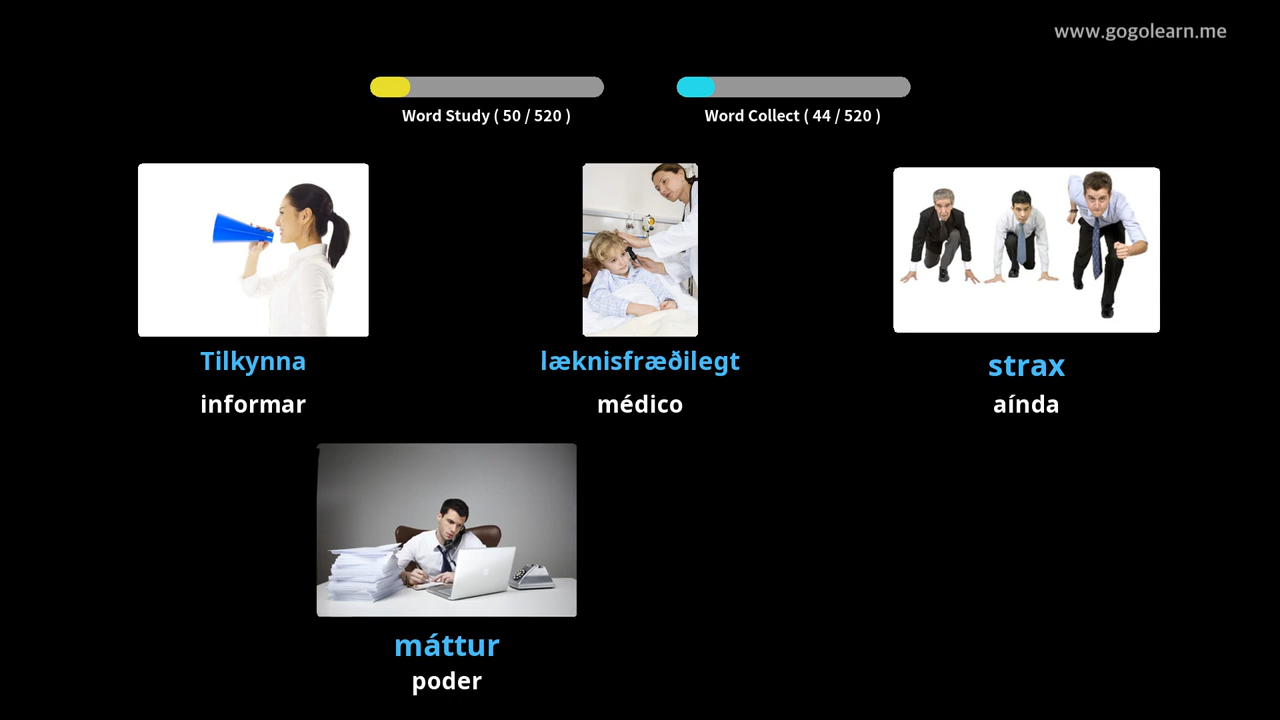 www.gogolearn.me
Word Study ( 50 / 520 )
Word Collect ( 44 / 520 )
Tilkynna
informar
læknisfræðilegt
médico
strax
aínda
máttur
poder